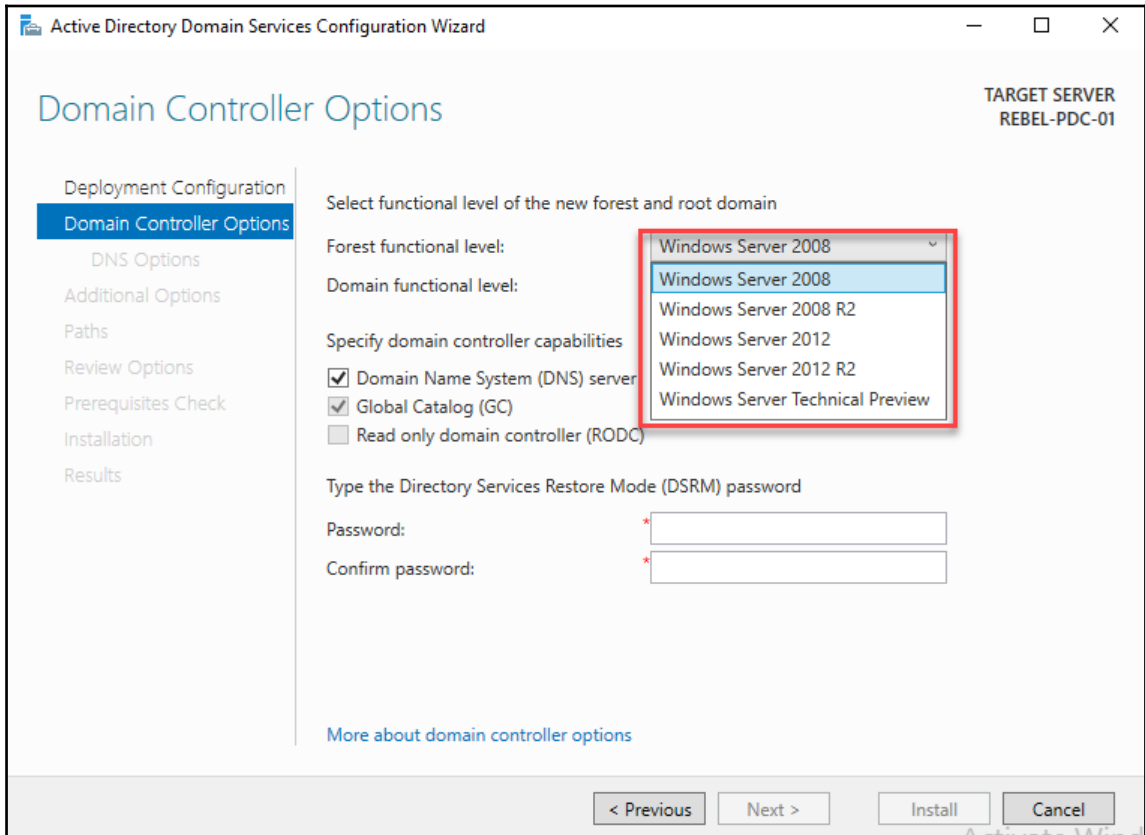 Active Directory Domain Services Configuration Wizard
Domain Controller Options
TARGET SERVER
REBEL-PDC-01
Deployment Configuration
Domain Controller Options
DNS Options
Additional Options
Paths
Review Options
Prerequisites Check
Installation
Results
Select functional level of the new forest and root domain
Forest functional level:
Windows Server 2008
Domain functional level:
Windows Server 2008
Windows Server 2008 R2
Windows Server 2012
Windows Server 2012 R2
Windows Server Technical Preview
Specify domain controller capabilities
Domain Name System (DNS) server
Global Catalog (GC)
Read only domain controller (RODC)
Type the Directory Services Restore Mode (DSRM) password
Password:
*
Confirm password:
*
More about domain controller options
< Previous
Next >
Install
Cancel